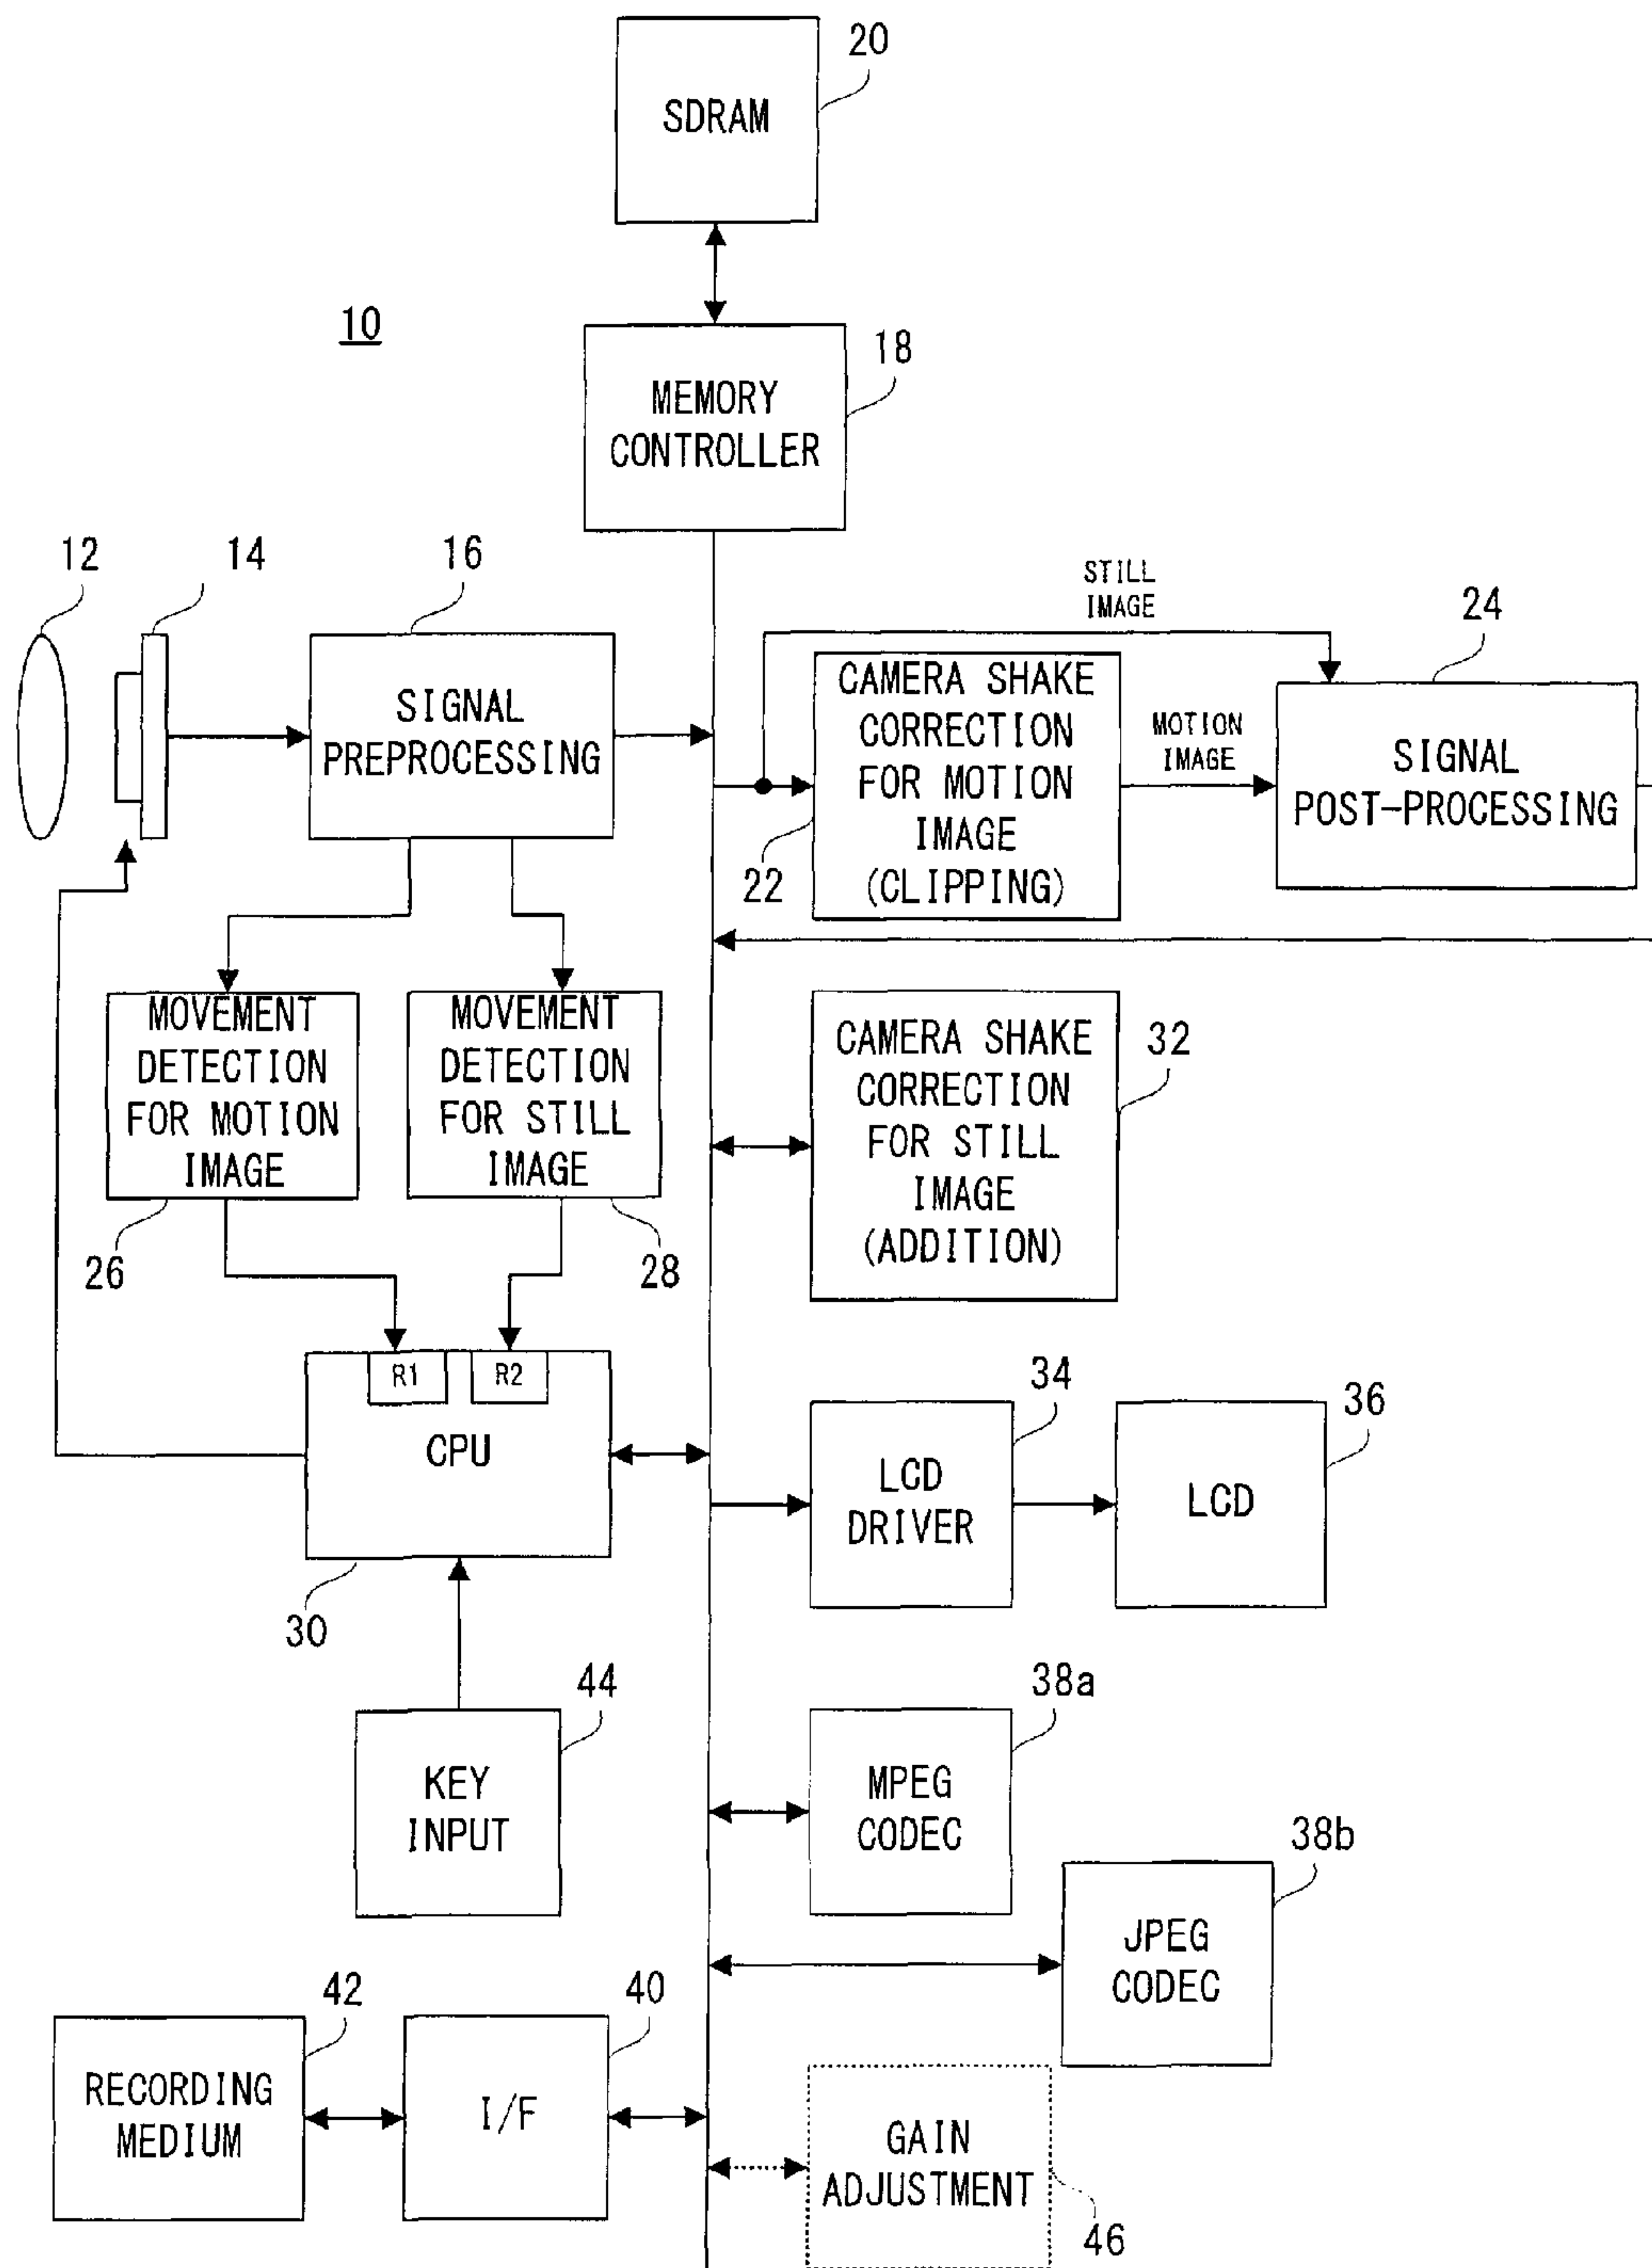 20
SDRAM
10
18
MEMORY
CONTROLLER
12
14
16
STILL
IMAGE
24
SIGNAL
PREPROCESSING
CAMERA SHAKE
CORRECTION
FOR MOTION
IMAGE
(CLIPPING)
22
MOTION
IMAGE
SIGNAL
POST-PROCESSING
MOVEMENT
DETECTION
FOR MOTION
IMAGE
26
MOVEMENT
DETECTION
FOR STILL
IMAGE
28
CAMERA SHAKE
CORRECTION
FOR STILL
IMAGE
(ADDITION)
32
R1
R2
CPU
30
34
LCD
DRIVER
36
LCD
44
KEY
INPUT
38a
MPEG
CODEC
38b
JPEG
CODEC
42
RECORDING
MEDIUM
40
I/F
GAIN
ADJUSTMENT
46